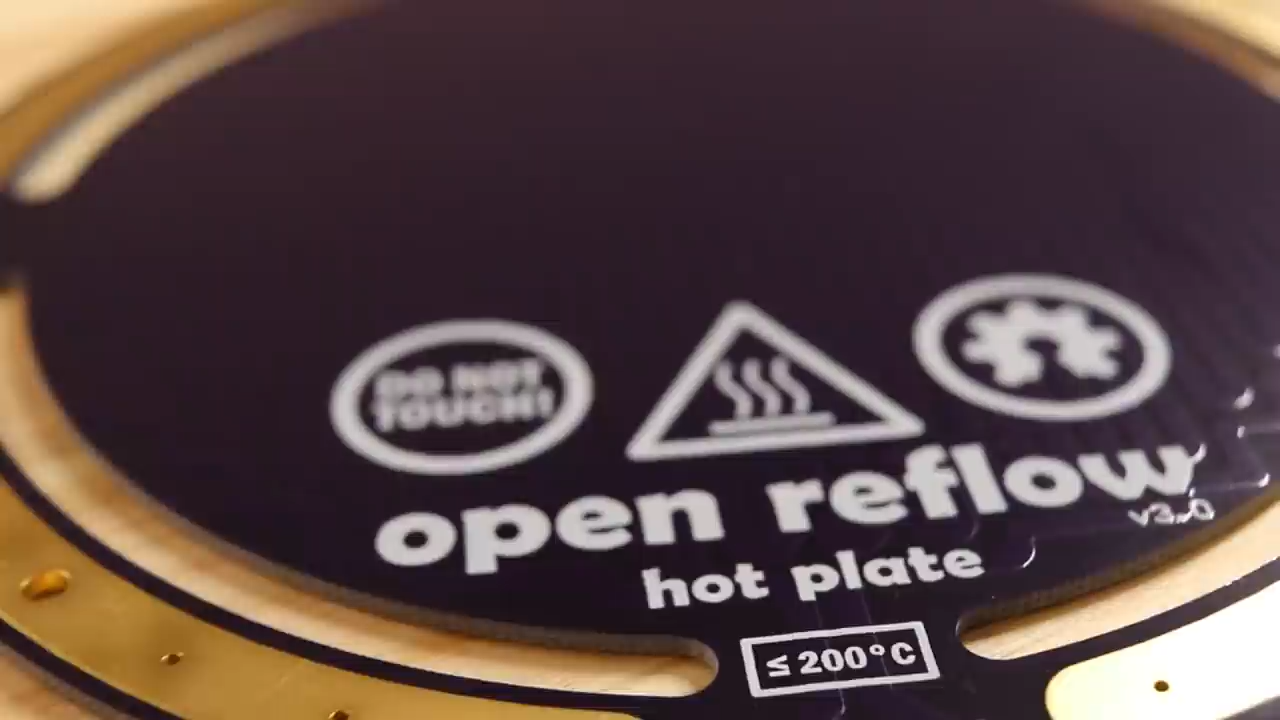 DO NOT
TOUCH!
open reflow
v3.0
hot plate
≤ 200°C